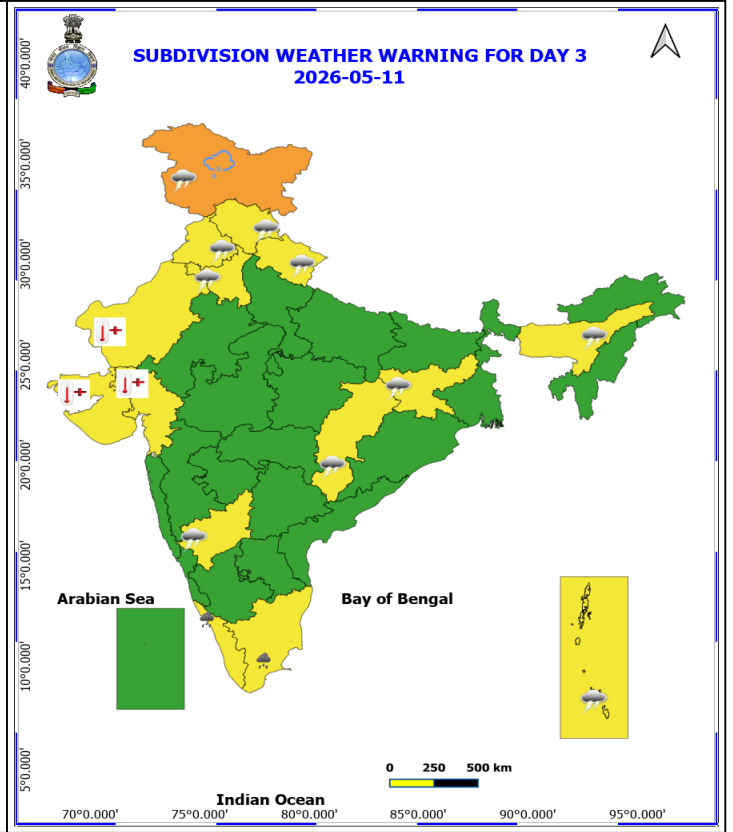 SUBDIVISION WEATHER WARNING FOR DAY 3
2026-05-11
40°0.000'
35°0.000'
30°0.000'
25°0.000'
20°0.000'
15°0.000'
10°0.000'
5°0.000'
Arabian Sea
Bay of Bengal
0 250 500 km
Indian Ocean
70°0.000' 75°0.000' 80°0.000' 85°0.000' 90°0.000' 95°0.000'